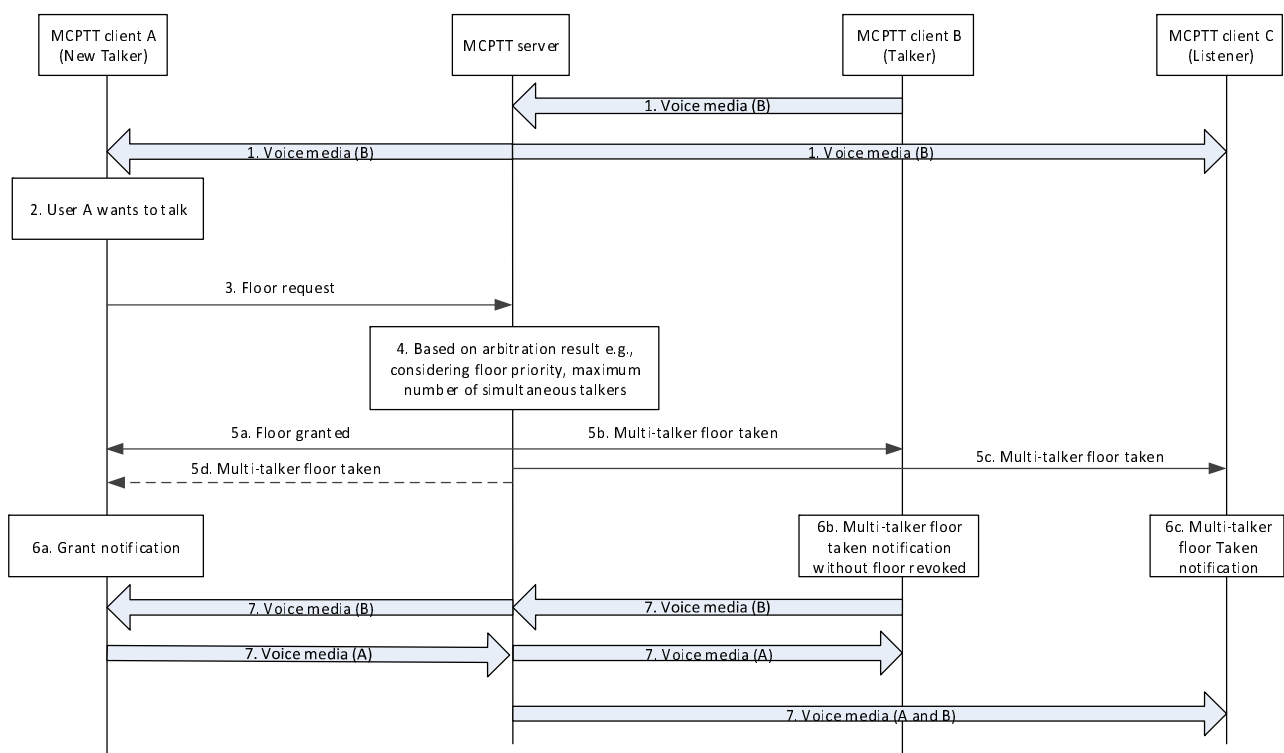 MCPTT client A
(New Talker)
MCPTT server
MCPTT client B
(Talker)
MCPTT client C
(Listener)
1. Voice media (B)
1. Voice media (B)
1. Voice media (B)
2. User A wants to talk
3. Floor request
4. Based on arbitration result e.g.,
considering floor priority, maximum
number of simultaneous talkers
5a. Floor granted
5b. Multi-talker floor taken
5c. Multi-talker floor taken
5d. Multi-talker floor taken
6a. Grant notification
6b. Multi-talker floor
taken notification
without floor revoked
6c. Multi-talker
floor Taken
notification
7. Voice media (B)
7. Voice media (B)
7. Voice media (A)
7. Voice media (A)
7. Voice media (A and B)